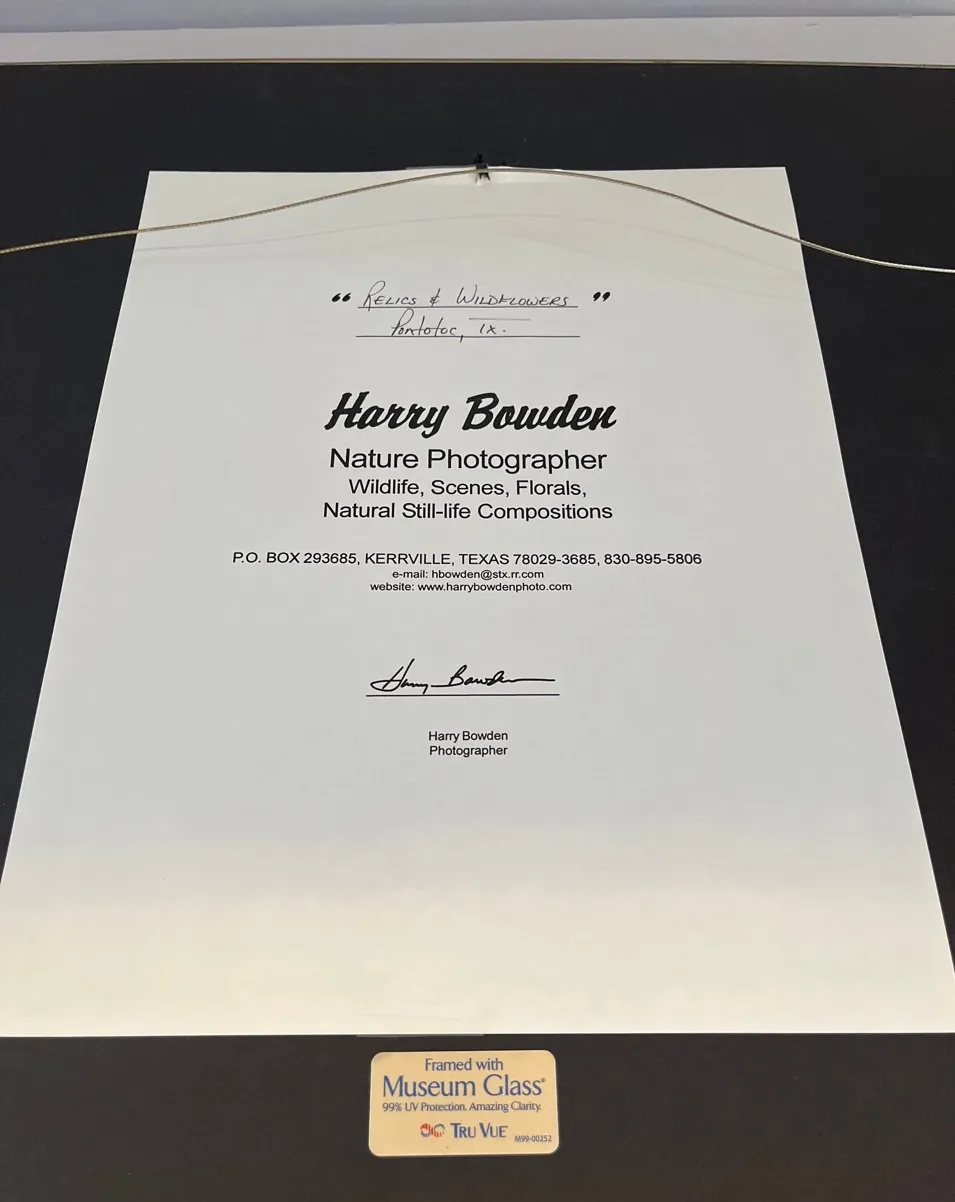 “ RELICS & WILDFLOWERS ”
Pontotoc, TX.
Harry Bowden
Nature Photographer
Wildlife, Scenes, Florals,
Natural Still-life Compositions
P.O. BOX 293685, KERRVILLE, TEXAS 78029-3685, 830-895-5806
e-mail: hbowden@stx.rr.com
website: www.harrybowdenphoto.com
Harry Bowden
Harry Bowden
Photographer
Framed with
Museum Glass®
99% UV Protection. Amazing Clarity.
TRU VUE M99-00252